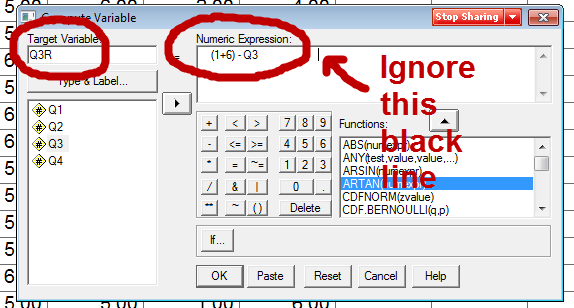 Compute Variable
Stop Sharing
Target Variable:
Q3R
=
Numeric Expression:
(1+6) - Q3
Ignore
this
black
line
Type & Label...
Q1
Q2
Q3
Q4
+ < > 7 8 9
- <= >= 4 5 6
* = ~= 1 2 3
/ & | 0 .
** ~ ( ) Delete
Functions:
ABS(numexpr)
ANY(test,value,value,...)
ARSIN(numexpr)
ARTAN(numexpr)
CDFNORM(zvalue)
CDF.BERNOULLI(q,p)
If...
OK Paste Reset Cancel Help